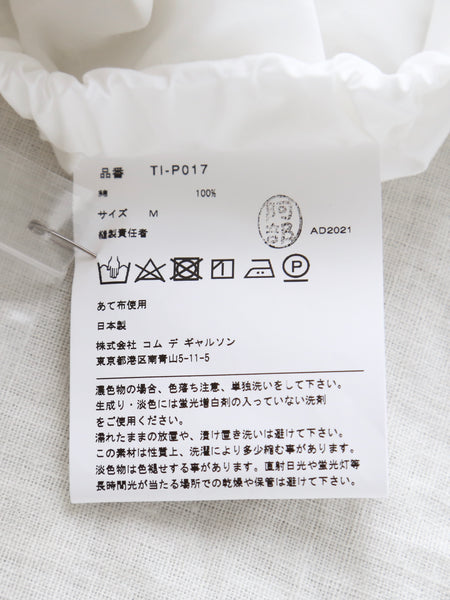 品番 TI-P017
綿 100%
サイズ M
縫製責任者
阿部
AD2021
P
あて布使用
日本製
株式会社 コム デ ギャルソン
東京都港区南青山5-11-5
濃色物の場合、色落ち注意、単独洗いをして下さい。
生成り・淡色には蛍光増白剤の入っていない洗剤
をご使用ください。
濡れたままの放置や、漬け置き洗いは避けて下さい。
この素材は性質上、洗濯により多少縮む事があります。
淡色物は色褪せする事があります。直射日光や蛍光灯等
長時間光が当たる場所での乾燥や保管は避けて下さい。